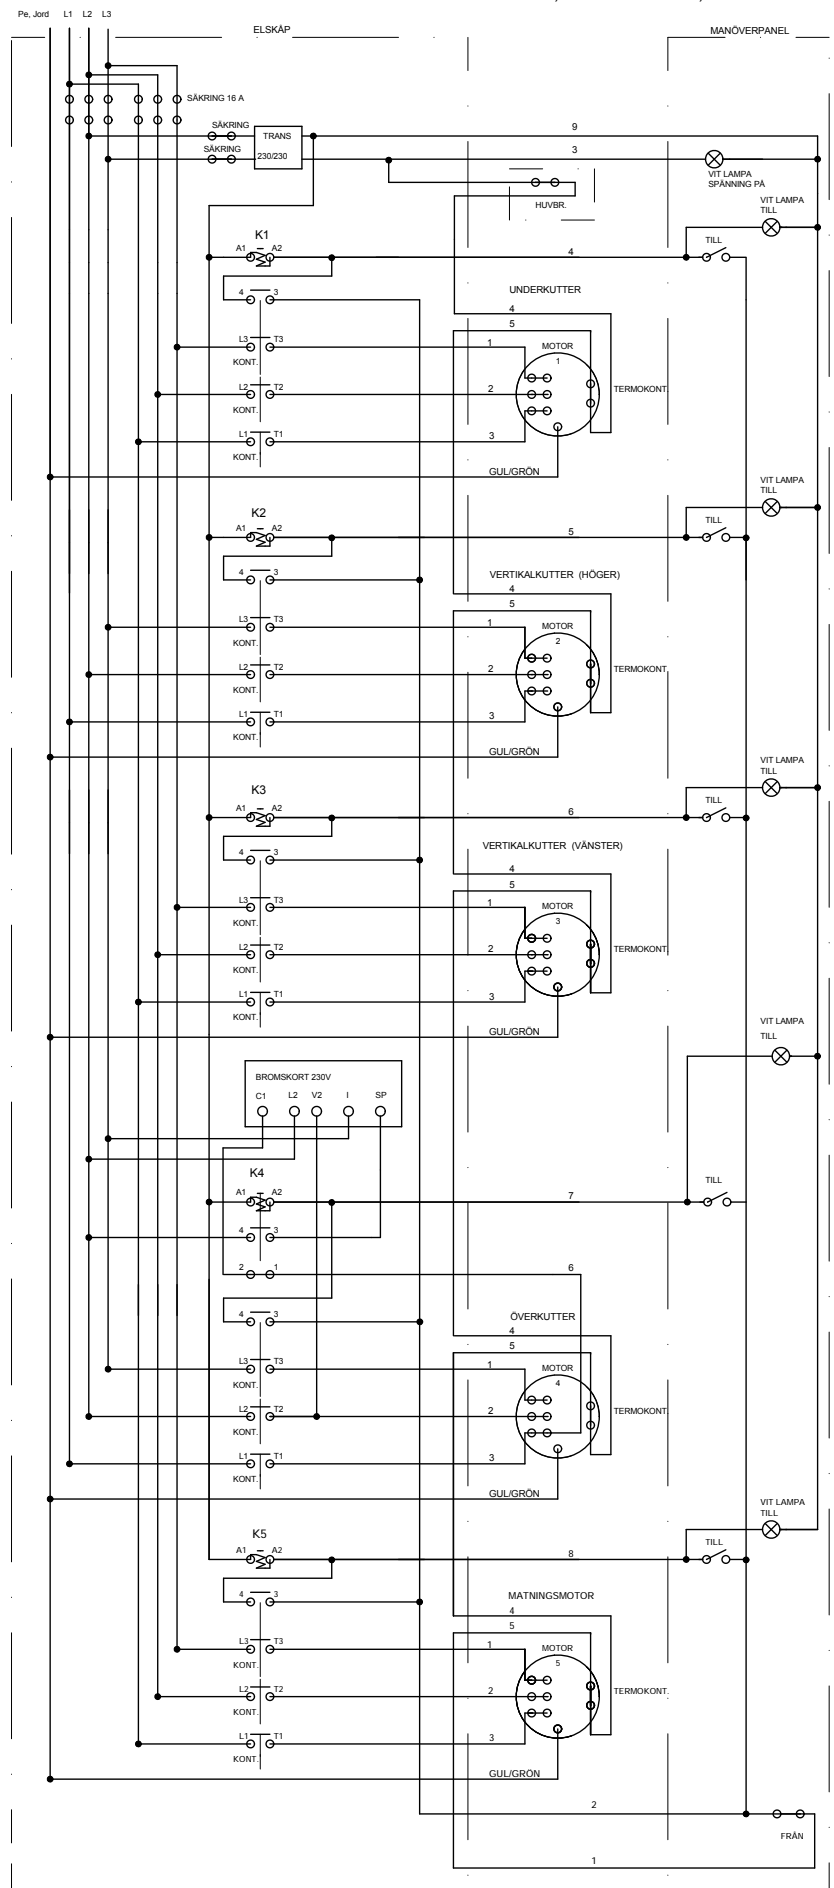 Pe, Jord L1 L2 L3
ELSKÅP
MANÖVERPANEL
SÄKRING 16 A
SÄKRING
TRANS
9
SÄKRING
230/230
3
VIT LAMPA
SPÄNNING PÅ
HUVBR.
VIT LAMPA
TILL
K1
A1 A2
4
TILL
4 3
UNDERKUTTER
4
5
L3 T3
1
MOTOR
1
KONT.
L2 T2
2
TERMOKONT.
KONT.
L1 T1
3
KONT.
GUL/GRÖN
VIT LAMPA
TILL
K2
A1 A2
5
TILL
4 3
VERTIKALKUTTER (HÖGER)
4
5
L3 T3
1
MOTOR
2
KONT.
L2 T2
2
TERMOKONT.
KONT.
L1 T1
3
KONT.
GUL/GRÖN
VIT LAMPA
TILL
K3
A1 A2
6
TILL
4 3
VERTIKALKUTTER (VÄNSTER)
4
5
L3 T3
1
MOTOR
3
KONT.
L2 T2
2
TERMOKONT.
KONT.
L1 T1
3
KONT.
GUL/GRÖN
VIT LAMPA
TILL
BROMSKORT 230V
C1 L2 V2 I SP
K4
A1 A2
7
TILL
4 3
2 1
6
4 3
ÖVERKUTTER
4
5
L3 T3
1
MOTOR
4
KONT.
L2 T2
2
TERMOKONT.
KONT.
L1 T1
3
KONT.
GUL/GRÖN
VIT LAMPA
TILL
K5
A1 A2
8
TILL
4 3
MATNINGSMOTOR
4
5
L3 T3
1
MOTOR
5
KONT.
L2 T2
2
TERMOKONT.
KONT.
L1 T1
3
KONT.
GUL/GRÖN
2
FRÅN
1